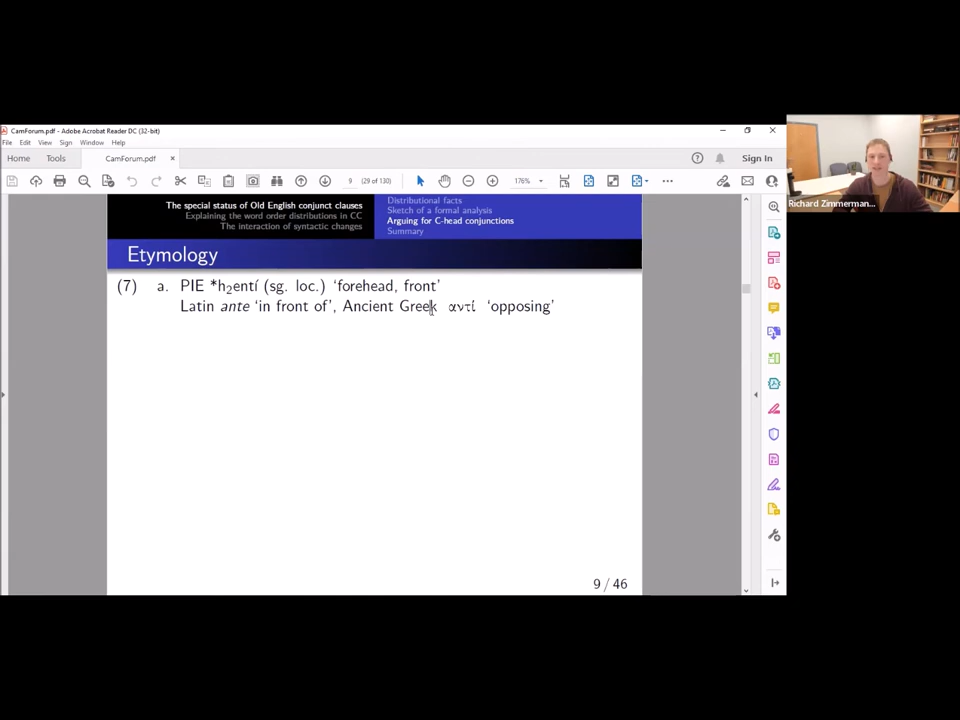 CamForum.pdf - Adobe Acrobat Reader DC (32-bit)
File Edit View Sign Window Help
Home Tools CamForum.pdf × Sign In
9 (29 of 130) 176%
The special status of Old English conjunct clauses
Explaining the word order distributions in CC
The interaction of syntactic changes
Distributional facts
Sketch of a formal analysis
Arguing for C-head conjunctions
Summary
Etymology
(7) a. PIE *h₂entí (sg. loc.) ‘forehead, front’
Latin ante ‘in front of’, Ancient Greek αντί ‘opposing’
9 / 46
Richard Zimmerman...